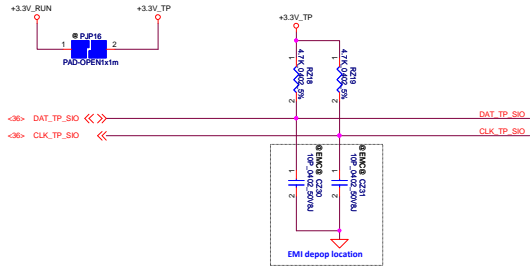 +3.3V_RUN
+3.3V_TP
@ PJP16
1
2
PAD-OPEN1x1m
+3.3V_TP
1
2
RZ18
4.7K_0402_5%
1
2
RZ19
4.7K_0402_5%
<36> DAT_TP_SIO
DAT_TP_SIO
<36> CLK_TP_SIO
CLK_TP_SIO
1
2
@EMC@ CZ30
10P_0402_50V8J
1
2
@EMC@ CZ31
10P_0402_50V8J
EMI depop location